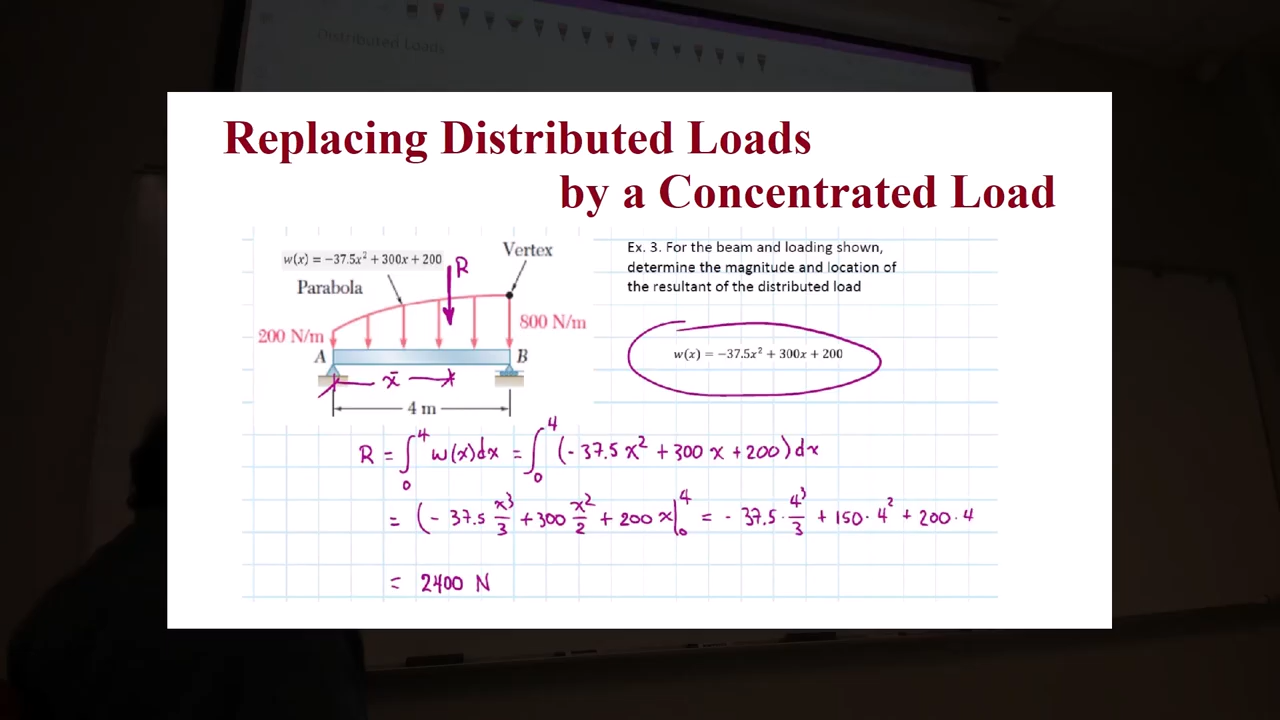 Distributed Loads
Replacing Distributed Loads
by a Concentrated Load
w(x) = −37.5x² + 300x + 200
R
Vertex
Parabola
200 N/m
800 N/m
A
B
x̄
4 m
Ex. 3. For the beam and loading shown,
determine the magnitude and location of
the resultant of the distributed load
w(x) = −37.5x² + 300x + 200
R = ∫₀⁴ w(x)dx = ∫₀⁴ (-37.5 x² + 300 x + 200) dx
= (- 37.5 x³/3 + 300 x²/2 + 200 x|₀⁴ = - 37.5 · 4³/3 + 150 · 4² + 200 · 4
= 2400 N